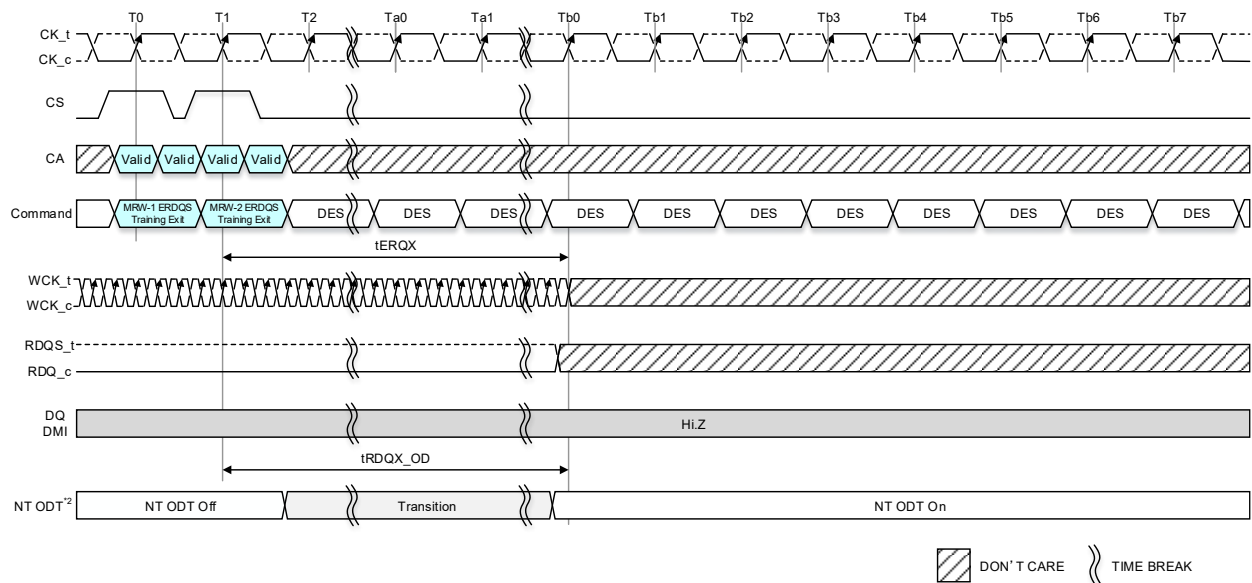 T0 T1 T2 Ta0 Ta1 Tb0 Tb1 Tb2 Tb3 Tb4 Tb5 Tb6 Tb7
CK_t
CK_c
CS
CA Valid Valid Valid Valid
Command MRW-1 ERDQS Training Exit MRW-2 ERDQS Training Exit DES DES DES DES DES DES DES DES DES DES DES
tERQX
WCK_t
WCK_c
RDQS_t
RDQ_c
DQ
DMI
Hi.Z
tRDQX_OD
NT ODT*2 NT ODT Off Transition NT ODT On
DON'T CARE TIME BREAK